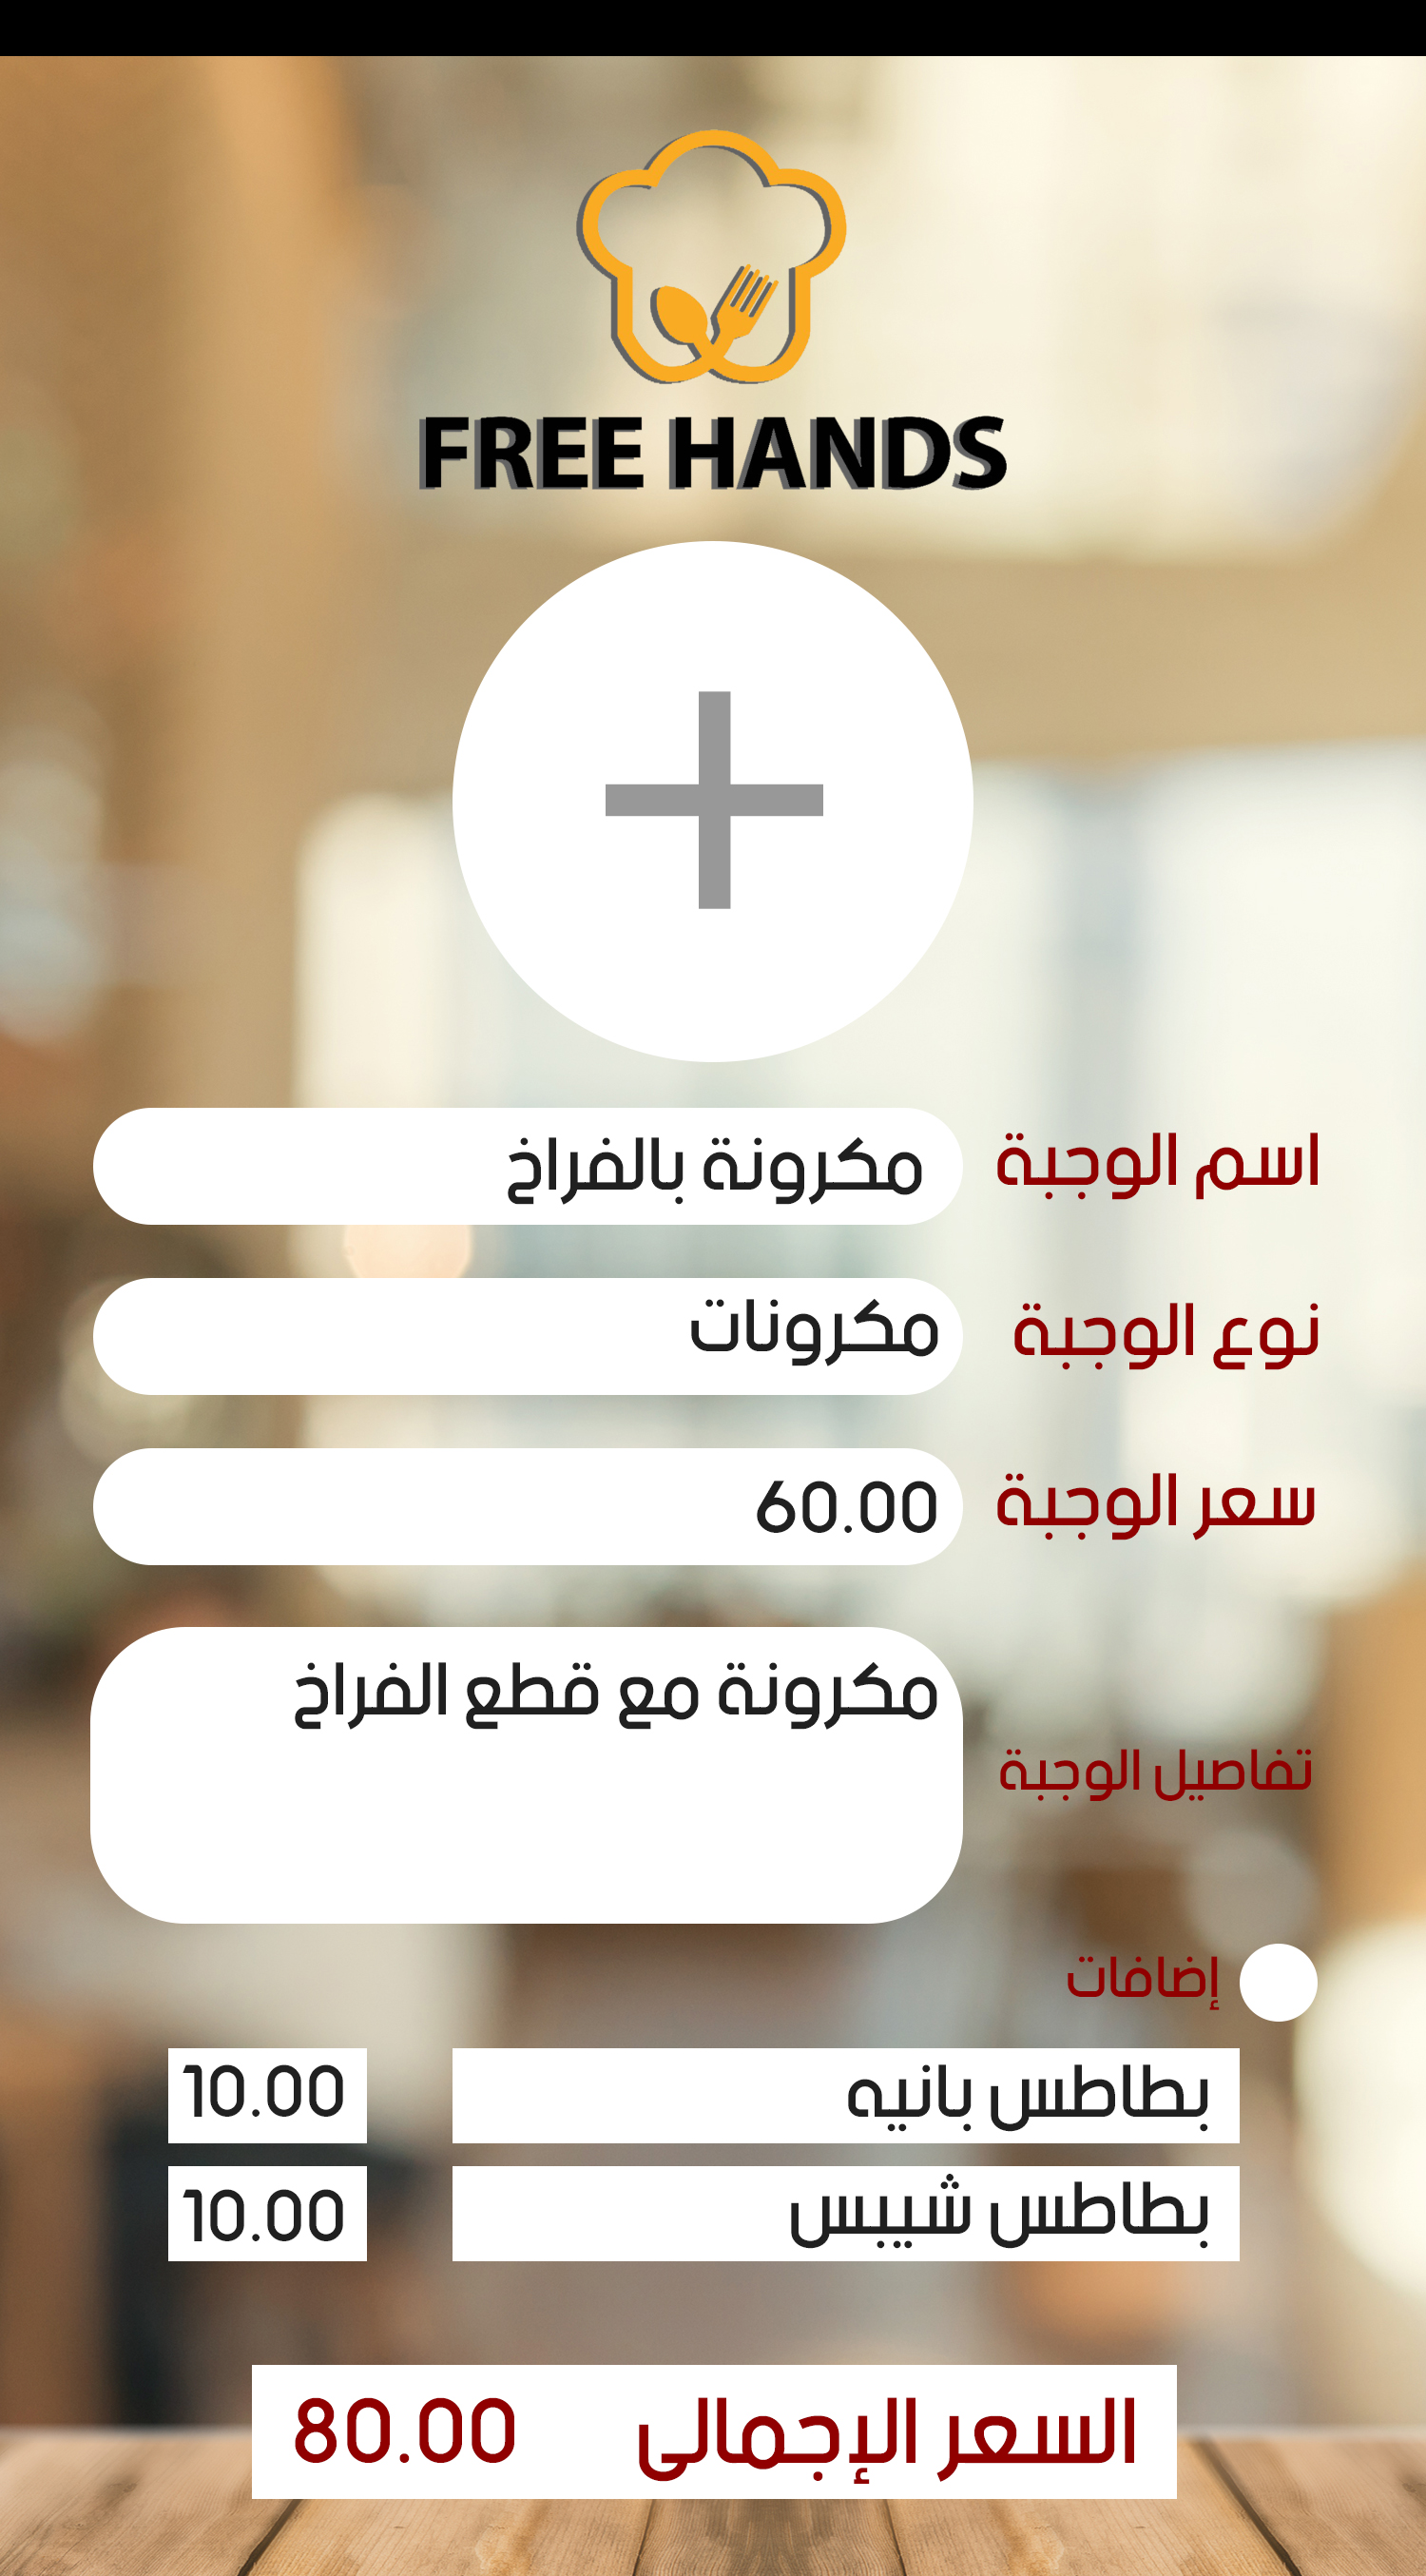 FREE HANDS
اسم الوجبة مكرونة بالفراخ
نوع الوجبة مكرونات
سعر الوجبة 60.00
مكرونة مع قطع الفراخ
تفاصيل الوجبة
إضافات
بطاطس بانيه 10.00
بطاطس شيبس 10.00
السعر الإجمالى 80.00